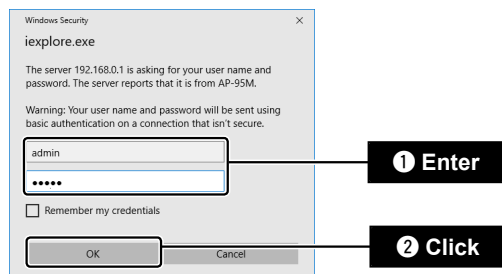 Windows Security
iexplore.exe
The server 192.168.0.1 is asking for your user name and
password. The server reports that it is from AP-95M.
Warning: Your user name and password will be sent using
basic authentication on a connection that isn't secure.
admin
•••••
Remember my credentials
OK
Cancel
❶ Enter
❷ Click